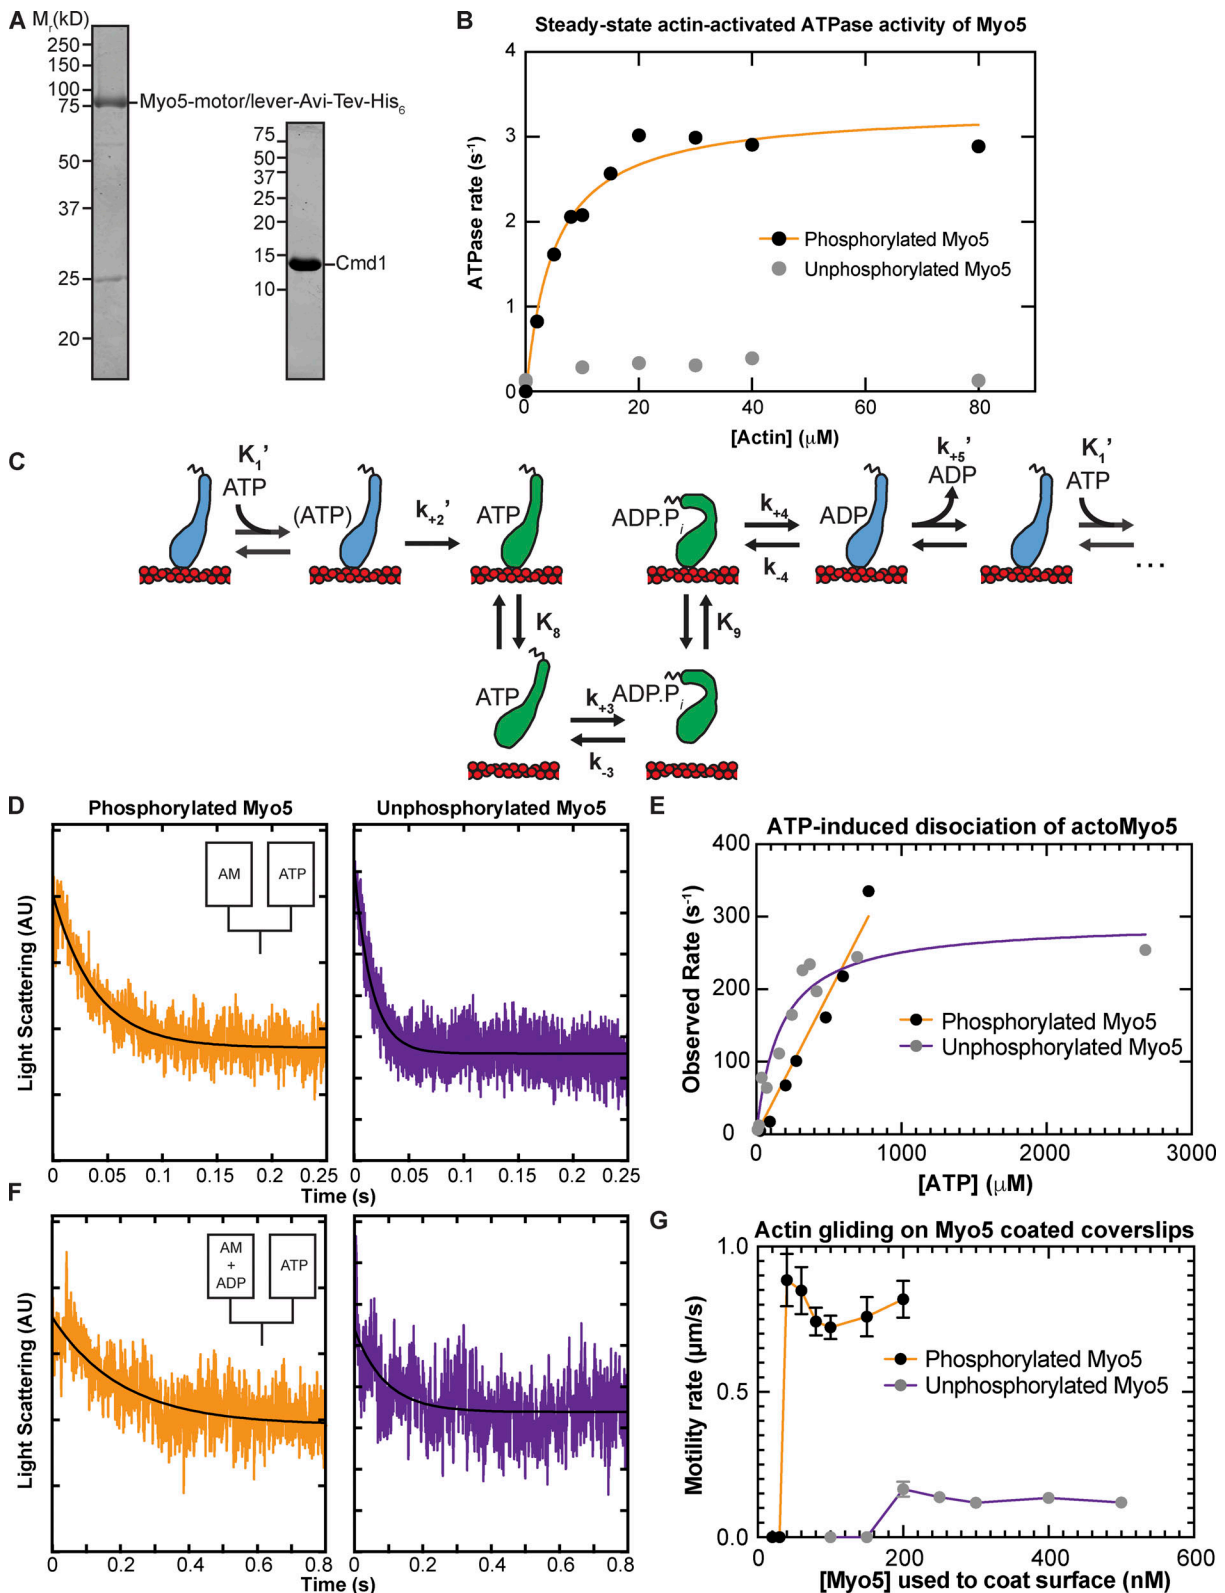 A
Mr(kD)
250
150
100
75
50
37
25
20
Myo5-motor/lever-Avi-Tev-His6
75
50
37
25
20
15
10
Cmd1
B
Steady-state actin-activated ATPase activity of Myo5
ATPase rate (s-1)
4
3
2
1
0
Phosphorylated Myo5
Unphosphorylated Myo5
0
20
40
60
80
[Actin] (μM)
C
K1'
ATP
(ATP)
k+2'
ATP
ADP.Pi
k+4
k-4
ADP
k+5'
ADP
K1'
ATP
...
K8
K9
ATP
k+3
k-3
ADP.Pi
D
Phosphorylated Myo5
Unphosphorylated Myo5
Light Scattering (AU)
AM
ATP
0
0.05
0.1
0.15
0.20
0.25
0
0.05
0.1
0.15
0.20
0.25
Time (s)
E
ATP-induced disociation of actoMyo5
Observed Rate (s-1)
400
300
200
100
0
Phosphorylated Myo5
Unphosphorylated Myo5
0
1000
2000
3000
[ATP] (μM)
F
Light Scattering (AU)
AM
+
ADP
ATP
0
0.2
0.4
0.6
0.8
0
0.2
0.4
0.6
0.8
Time (s)
G
Actin gliding on Myo5 coated coverslips
Motility rate (μm/s)
1.0
0.5
0.0
Phosphorylated Myo5
Unphosphorylated Myo5
0
200
400
600
[Myo5] used to coat surface (nM)